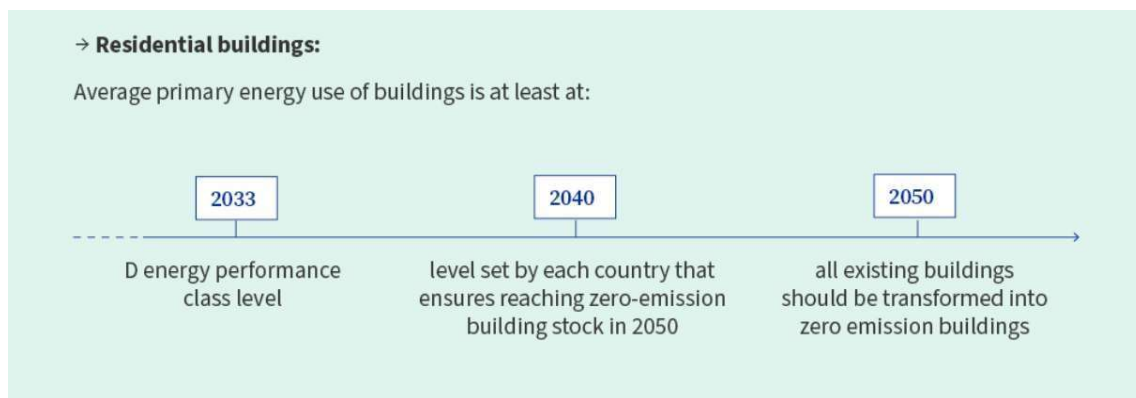 → Residential buildings:
Average primary energy use of buildings is at least at:
2033
2040
2050
D energy performance
class level
level set by each country that
ensures reaching zero-emission
building stock in 2050
all existing buildings
should be transformed into
zero emission buildings